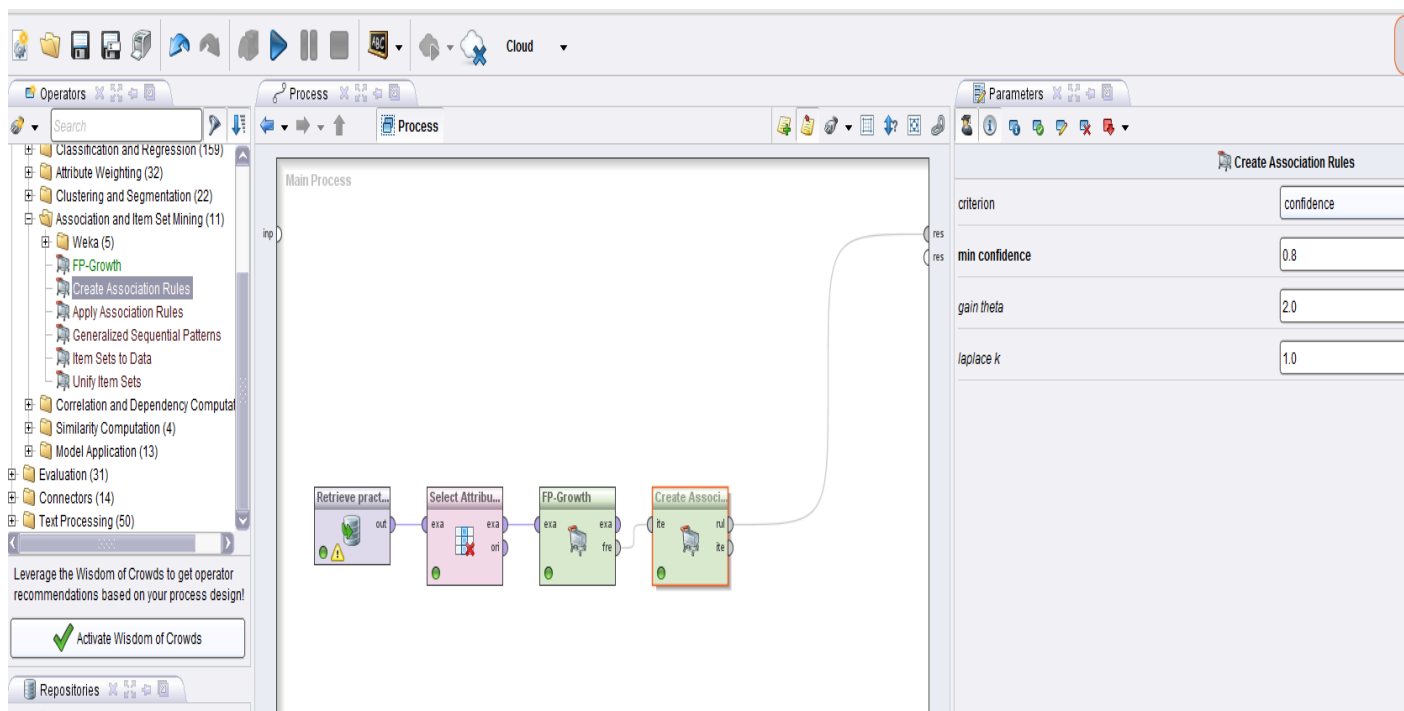 ABC
Cloud
Operators
Process
Parameters
Search
Process
Classification and Regression (159)
Attribute Weighting (32)
Clustering and Segmentation (22)
Association and Item Set Mining (11)
Weka (5)
FP-Growth
Create Association Rules
Apply Association Rules
Generalized Sequential Patterns
Item Sets to Data
Unify Item Sets
Correlation and Dependency Computat
Similarity Computation (4)
Model Application (13)
Evaluation (31)
Connectors (14)
Text Processing (50)
Leverage the Wisdom of Crowds to get operator
recommendations based on your process design!
Activate Wisdom of Crowds
Repositories
Main Process
inp
res
res
Retrieve pract...
out
Select Attribu...
exa
exa
ori
FP-Growth
exa
exa
fre
Create Associ...
ite
rul
ite
Create Association Rules
criterion
confidence
min confidence
0.8
gain theta
2.0
laplace k
1.0